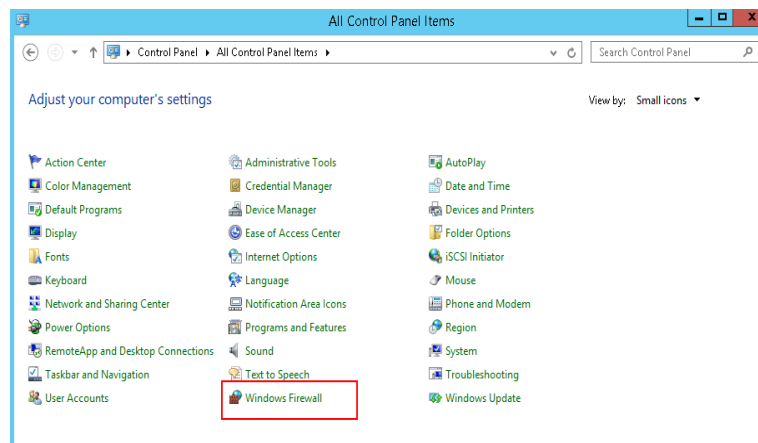 All Control Panel Items
Control Panel All Control Panel Items Search Control Panel
Adjust your computer's settings View by: Small icons
Action Center Administrative Tools AutoPlay
Color Management Credential Manager Date and Time
Default Programs Device Manager Devices and Printers
Display Ease of Access Center Folder Options
Fonts Internet Options iSCSI Initiator
Keyboard Language Mouse
Network and Sharing Center Notification Area Icons Phone and Modem
Power Options Programs and Features Region
RemoteApp and Desktop Connections Sound System
Taskbar and Navigation Text to Speech Troubleshooting
User Accounts Windows Firewall Windows Update